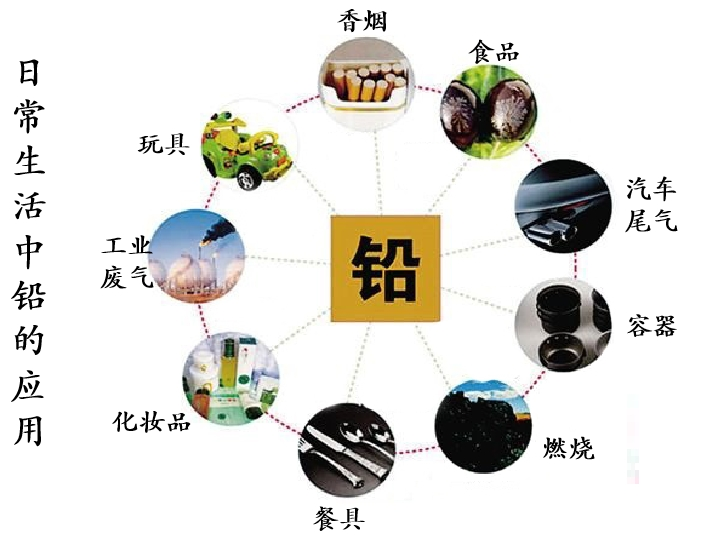 日常生活中铅的应用
香烟
食品
玩具
汽车
尾气
工业
废气
铅
容器
化妆品
燃烧
餐具